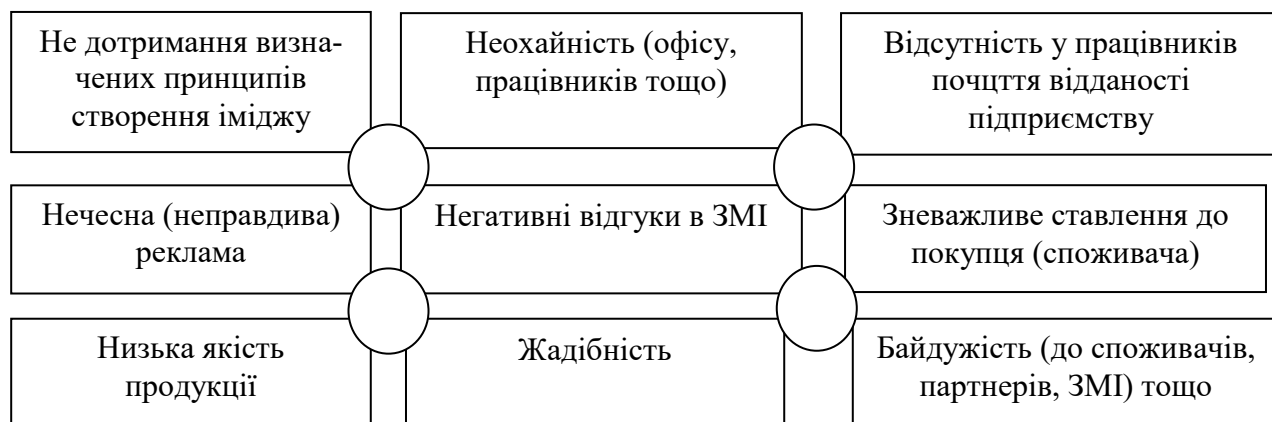 Не дотримання визна-
чених принципів
створення іміджу
Неохайність (офісу,
працівників тощо)
Відсутність у працівників
почцття відданості
підприємству
Нечесна (неправдива)
реклама
Негативні відгуки в ЗМІ
Зневажливе ставлення до
покупця (споживача)
Низька якість
продукції
Жадібність
Байдужість (до споживачів,
партнерів, ЗМІ) тощо